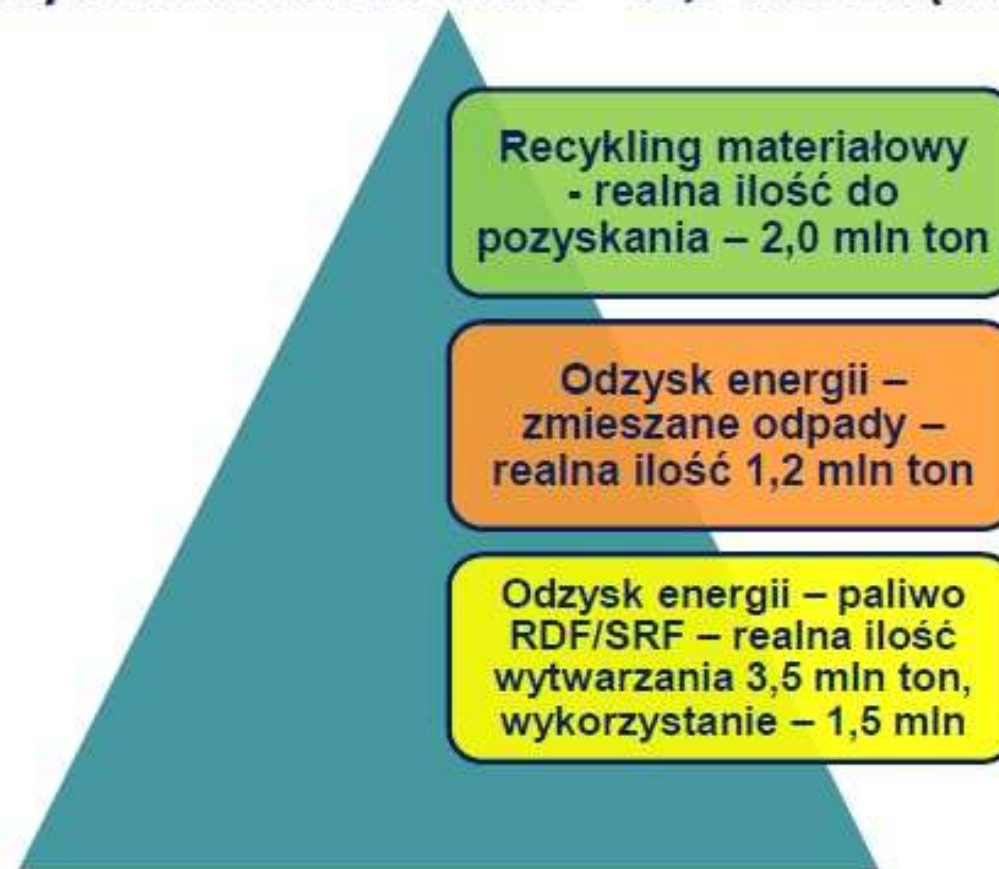 Recykling materiałowy
- realna ilość do
pozyskania – 2,0 mln ton
Odzysk energii –
zmieszane odpady –
realna ilość 1,2 mln ton
Odzysk energii – paliwo
RDF/SRF – realna ilość
wytwarzania 3,5 mln ton,
wykorzystanie – 1,5 mln